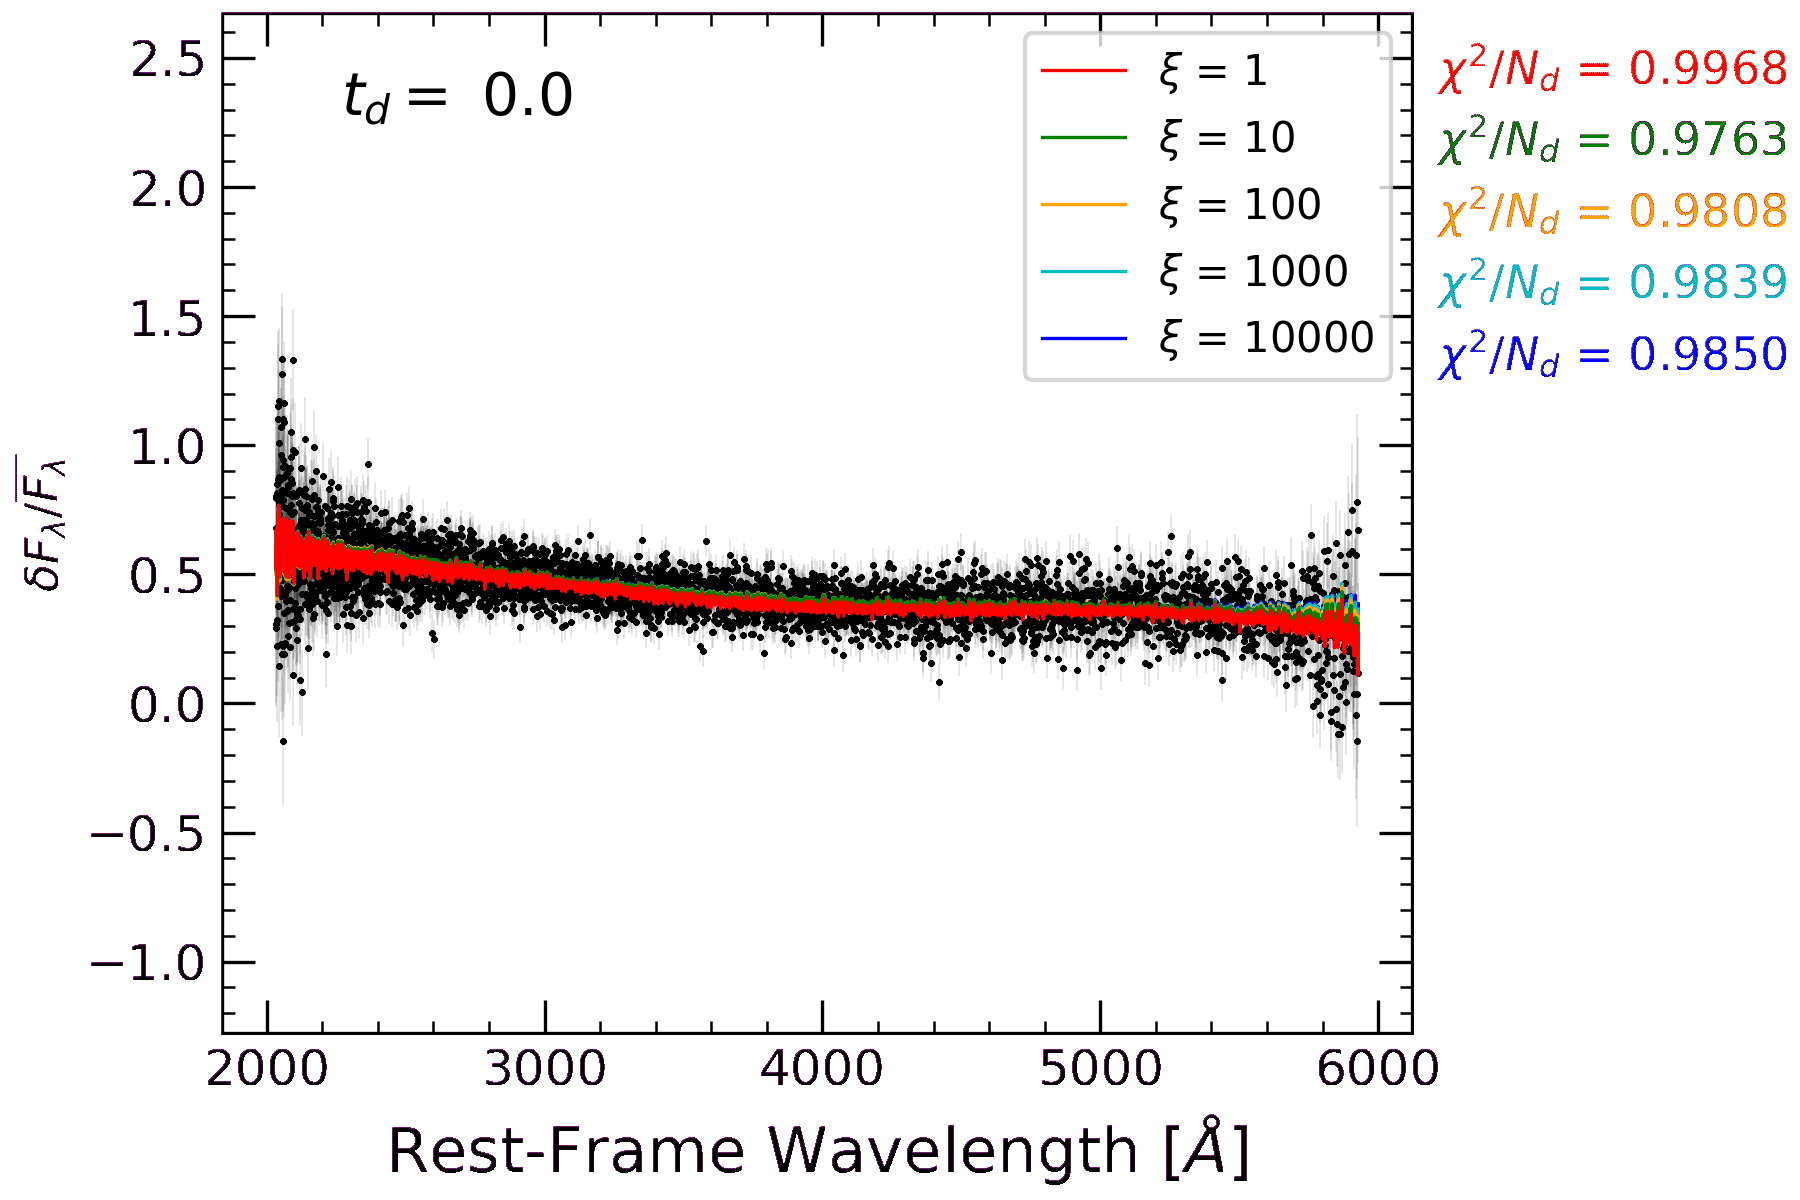 2.5
2.0
1.5
1.0
0.5
0.0
−0.5
−1.0
δF_λ/F̅_λ
t_d = 0.0
ξ = 1
ξ = 10
ξ = 100
ξ = 1000
ξ = 10000
χ²/N_d = 0.9968
χ²/N_d = 0.9763
χ²/N_d = 0.9808
χ²/N_d = 0.9839
χ²/N_d = 0.9850
2000 3000 4000 5000 6000
Rest-Frame Wavelength [Å]